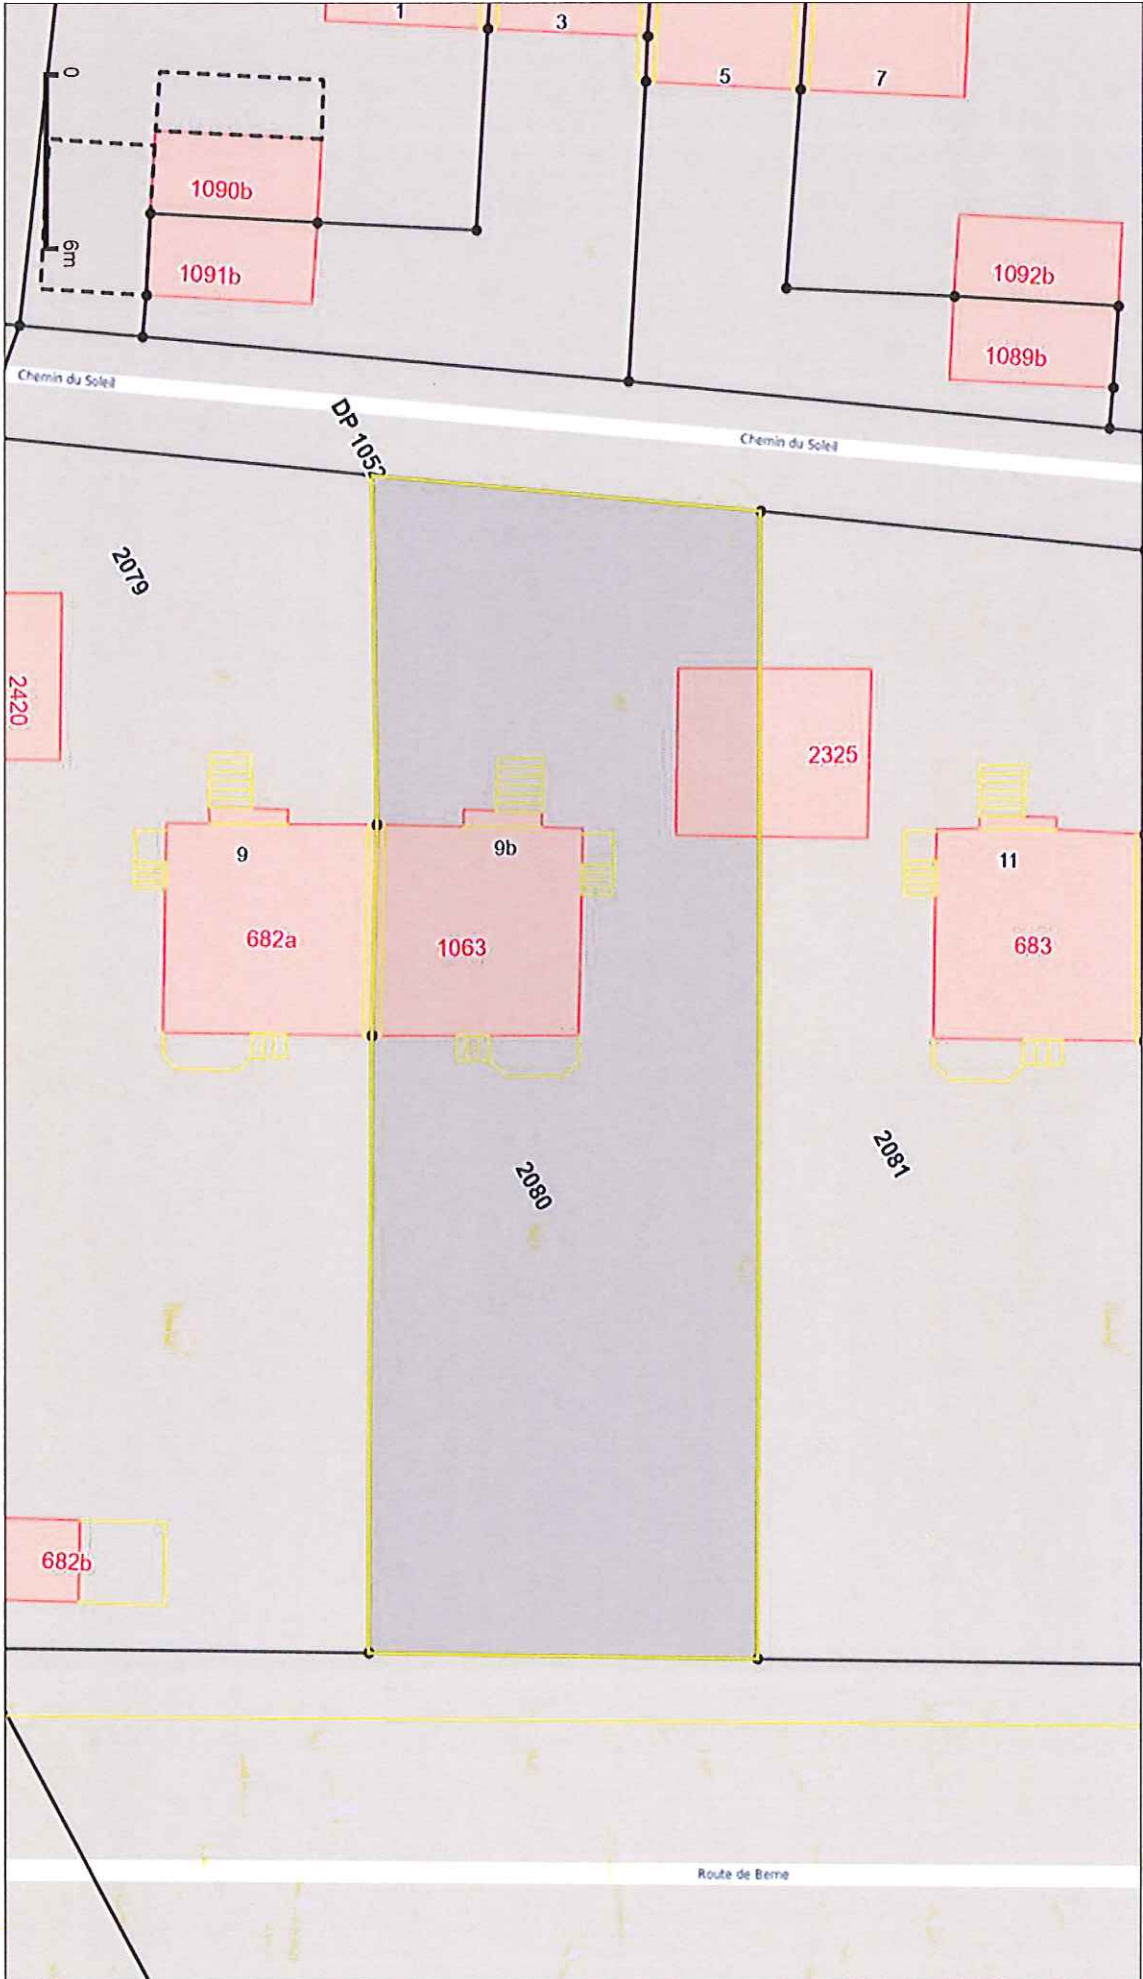 1
3
5
7
0
6m
1090b
1091b
1092b
1089b
Chemin du Soleil
Chemin du Soleil
DP 1052
2079
2420
2325
9
9b
11
682a
1063
683
2080
2081
682b
Route de Berne